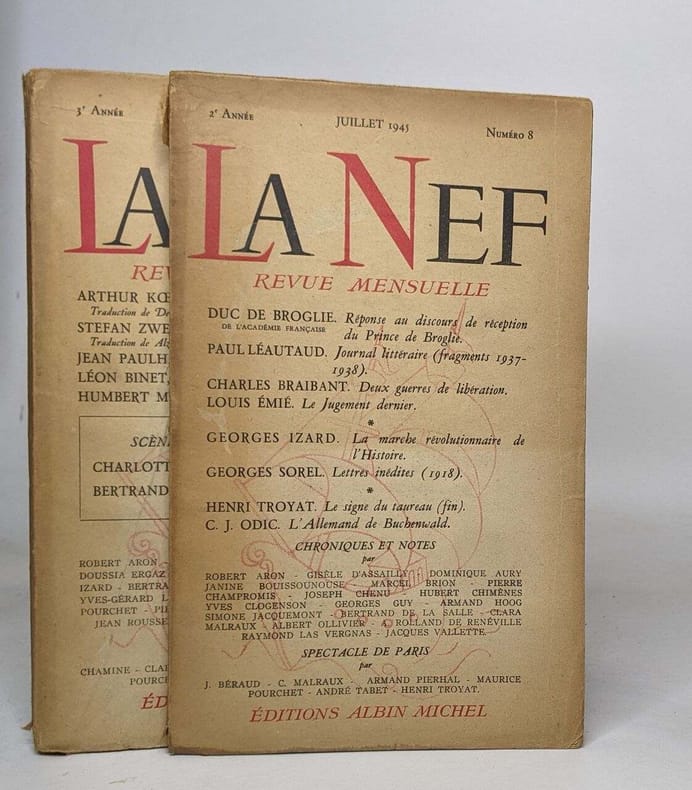 3e ANNÉE
LA
REV
ARTHUR KŒ
Traduction de De
STEFAN ZWE
JEAN PAULH
LÉON BINET,
HUMBERT M
SCÈN
CHARLOTT
BERTRAND
ROBERT ARON
DOUSSIA ERGAZ
IZARD - BERTRA
YVES-GÉRARD L
POURCHET - PIE
JEAN ROUSSE
CHAMINE - CLAR
POURC
ÉD
2e ANNÉE
JUILLET 1945
NUMÉRO 8
LA NEF
REVUE MENSUELLE
DUC DE BROGLIE. Réponse au discours de réception
DE L'ACADÉMIE FRANÇAISE
du Prince de Broglie.
PAUL LÉAUTAUD. Journal littéraire (fragments 1937-
1938).
CHARLES BRAIBANT. Deux guerres de libération.
LOUIS ÉMIÉ. Le Jugement dernier.
*
GEORGES IZARD. La marche révolutionnaire de
l'Histoire.
GEORGES SOREL. Lettres inédites (1918).
*
HENRI TROYAT. Le signe du taureau (fin).
C. J. ODIC. L'Allemand de Buchenwald.
CHRONIQUES ET NOTES
par
ROBERT ARON - GISÈLE D'ASSAILLY - DOMINIQUE AURY
JANINE BOUISSOUNOUSE - MARCEL BRION - PIERRE
CHAMPROMIS - JOSEPH CHENU - HUBERT CHIMÈNES
YVES CLOGENSON - GEORGES GUY - ARMAND HOOG
SIMONE JACQUEMONT - BERTRAND DE LA SALLE - CLARA
MALRAUX - ALBERT OLLIVIER - A. ROLLAND DE RENÉVILLE
RAYMOND LAS VERGNAS - JACQUES VALLETTE.
SPECTACLE DE PARIS
par
J. BÉRAUD - C. MALRAUX - ARMAND PIERHAL - MAURICE
POURCHET - ANDRÉ TABET - HENRI TROYAT.
ÉDITIONS ALBIN MICHEL